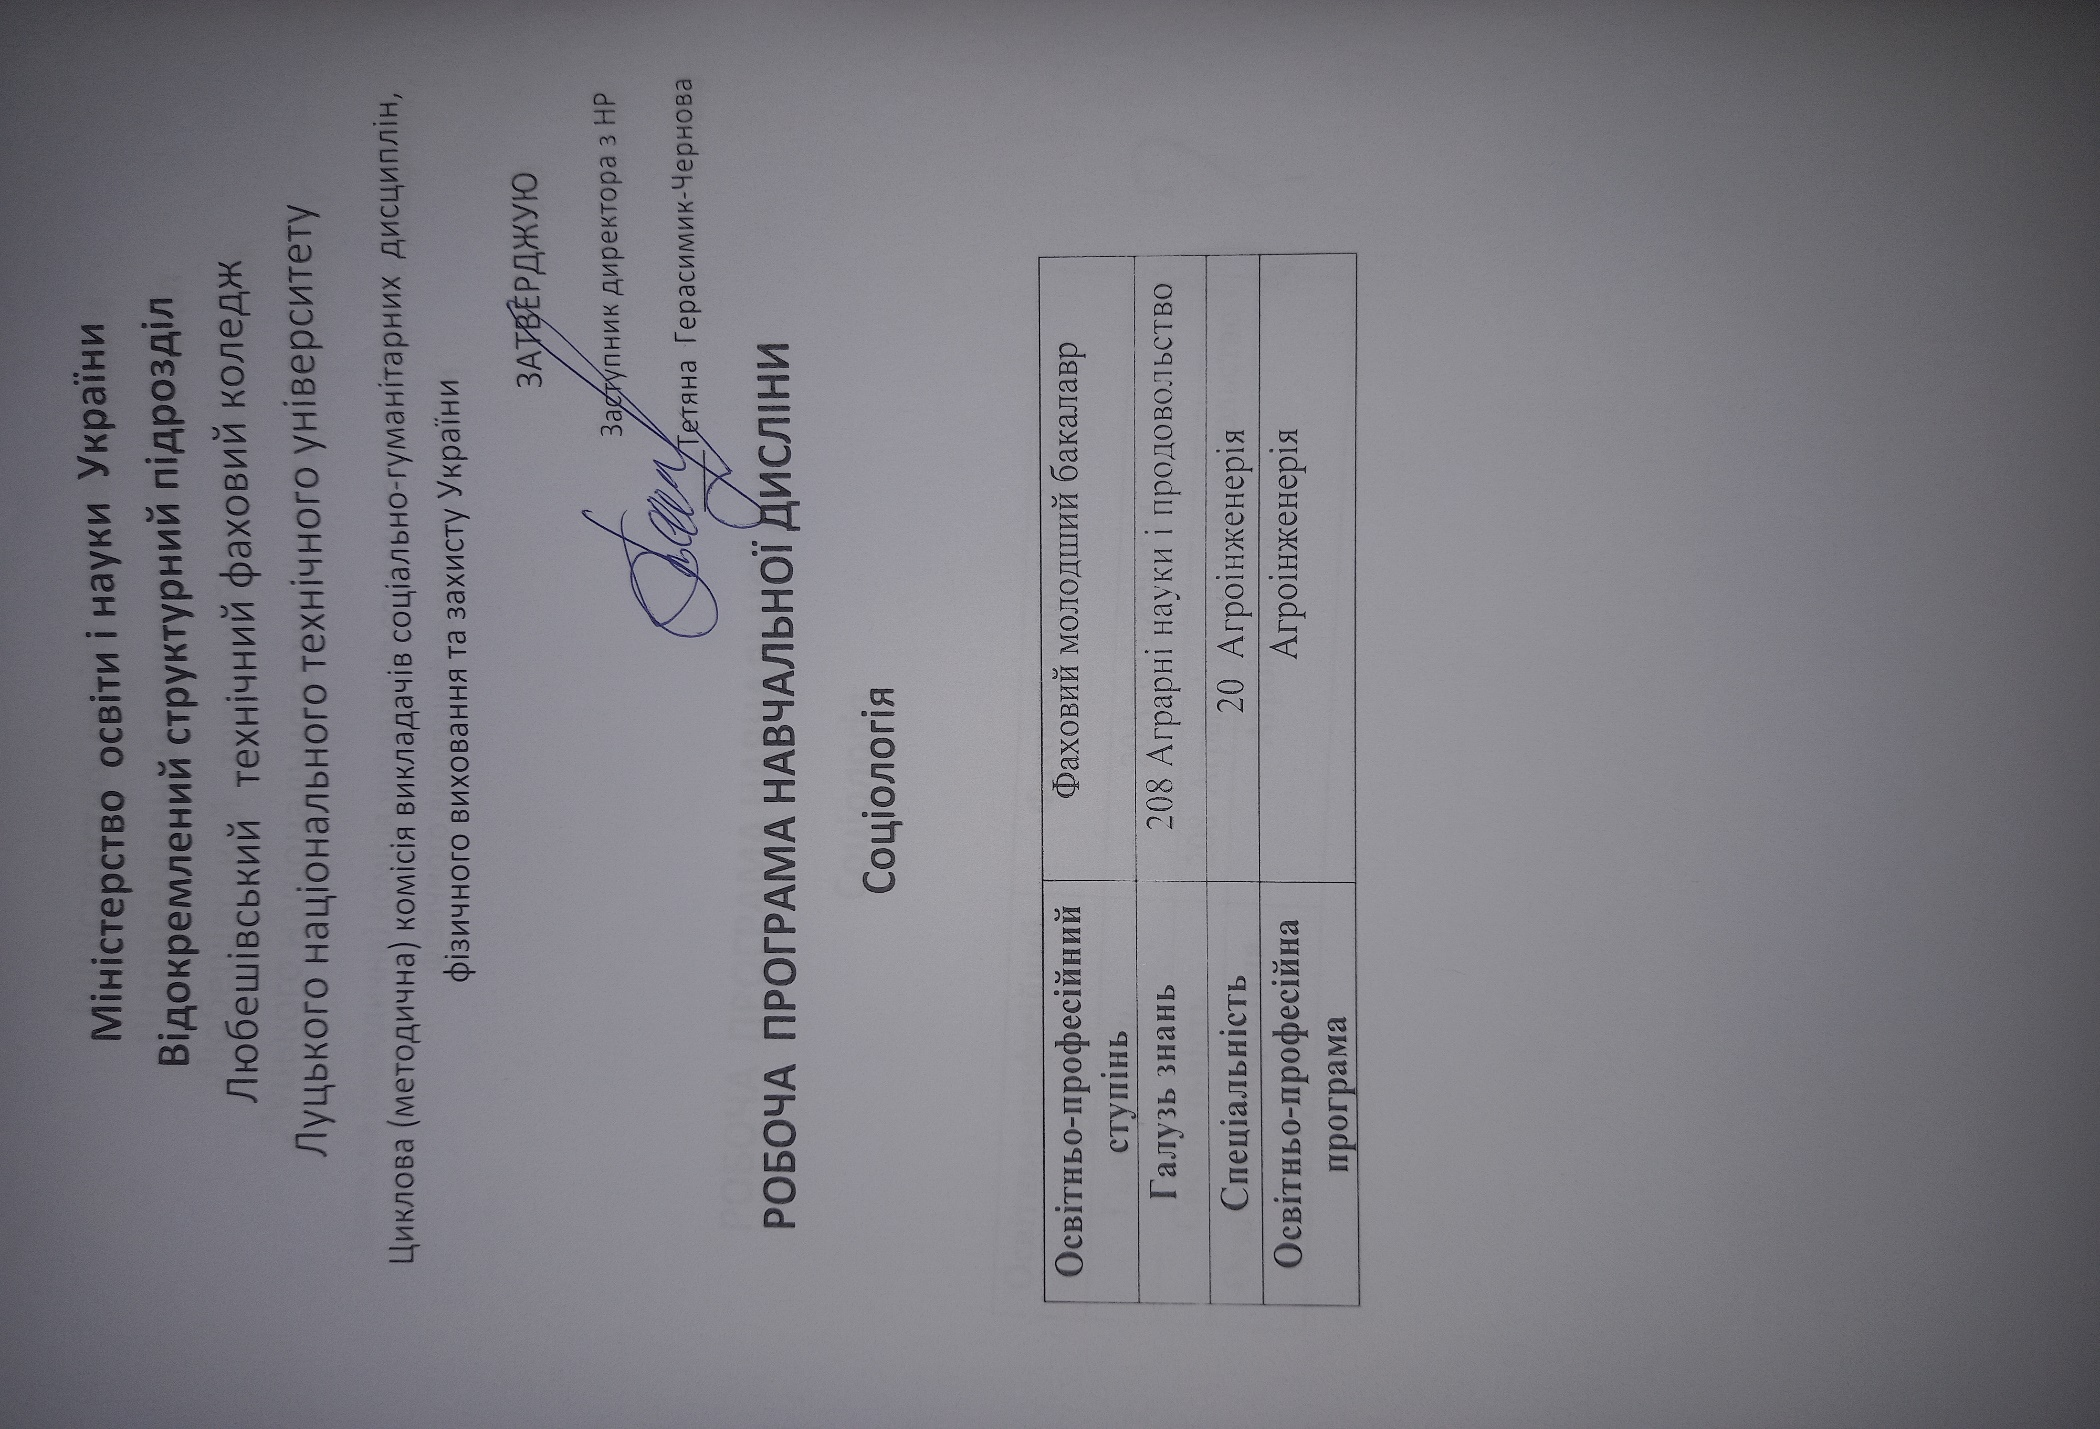 Міністерство освіти і науки України
Відокремлений структурний підрозділ
Любешівський технічний фаховий коледж
Луцького національного технічного університету
Циклова (методична) комісія викладачів соціально-гуманітарних дисциплін,
фізичного виховання та захисту України
ЗАТВЕРДЖУЮ
Заступник директора з НР
Тетяна Герасимик-Чернова
РОБОЧА ПРОГРАМА НАВЧАЛЬНОЇ ДИСЛІНИ
Соціологія
Освітньо-професійний Фаховий молодший бакалавр
ступінь
Галузь знань 208 Аграрні науки і продовольство
Спеціальність 20 Агроінженерія
Освітньо-професійна Агроінженерія
програма